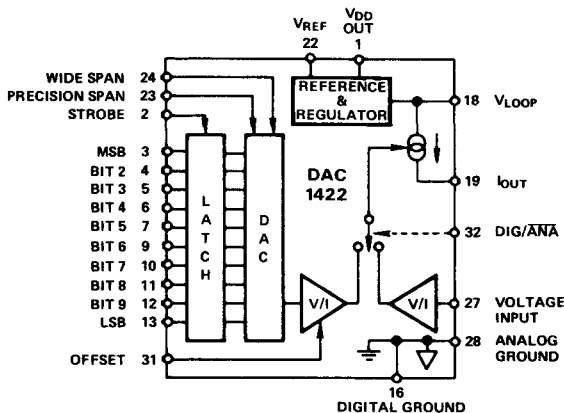 VREF
22
VDD
OUT
1
WIDE SPAN 24
PRECISION SPAN 23
STROBE 2
REFERENCE
&
REGULATOR
18 VLOOP
MSB 3
BIT 2 4
BIT 3 5
BIT 4 6
BIT 5 7
BIT 6 9
BIT 7 10
BIT 8 11
BIT 9 12
LSB 13
OFFSET 31
LATCH
DAC
DAC
1422
19 IOUT
32 DIG/ANA
V/I
V/I
27 VOLTAGE
INPUT
28 ANALOG
GROUND
16
DIGITAL GROUND